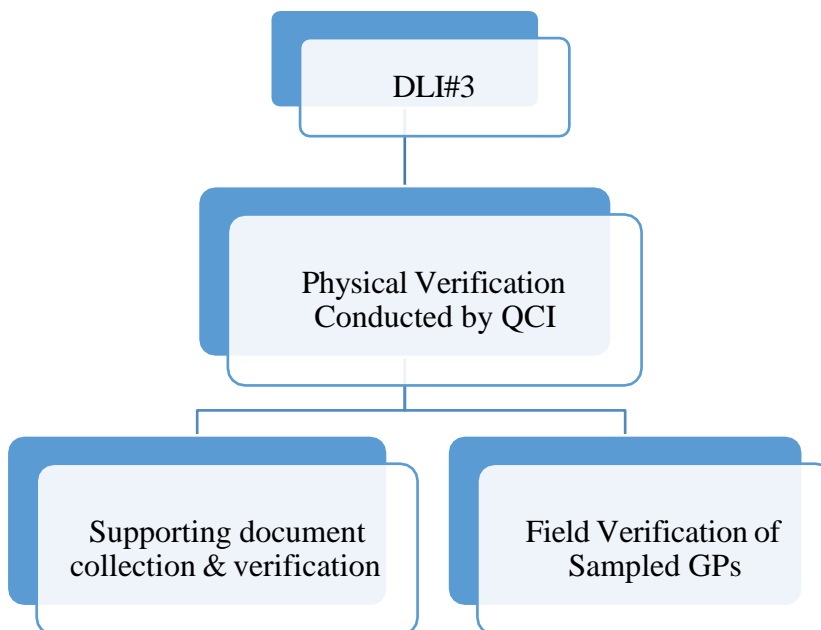 DLI#3
Physical Verification
Conducted by QCI
Supporting document
collection & verification
Field Verification of
Sampled GPs